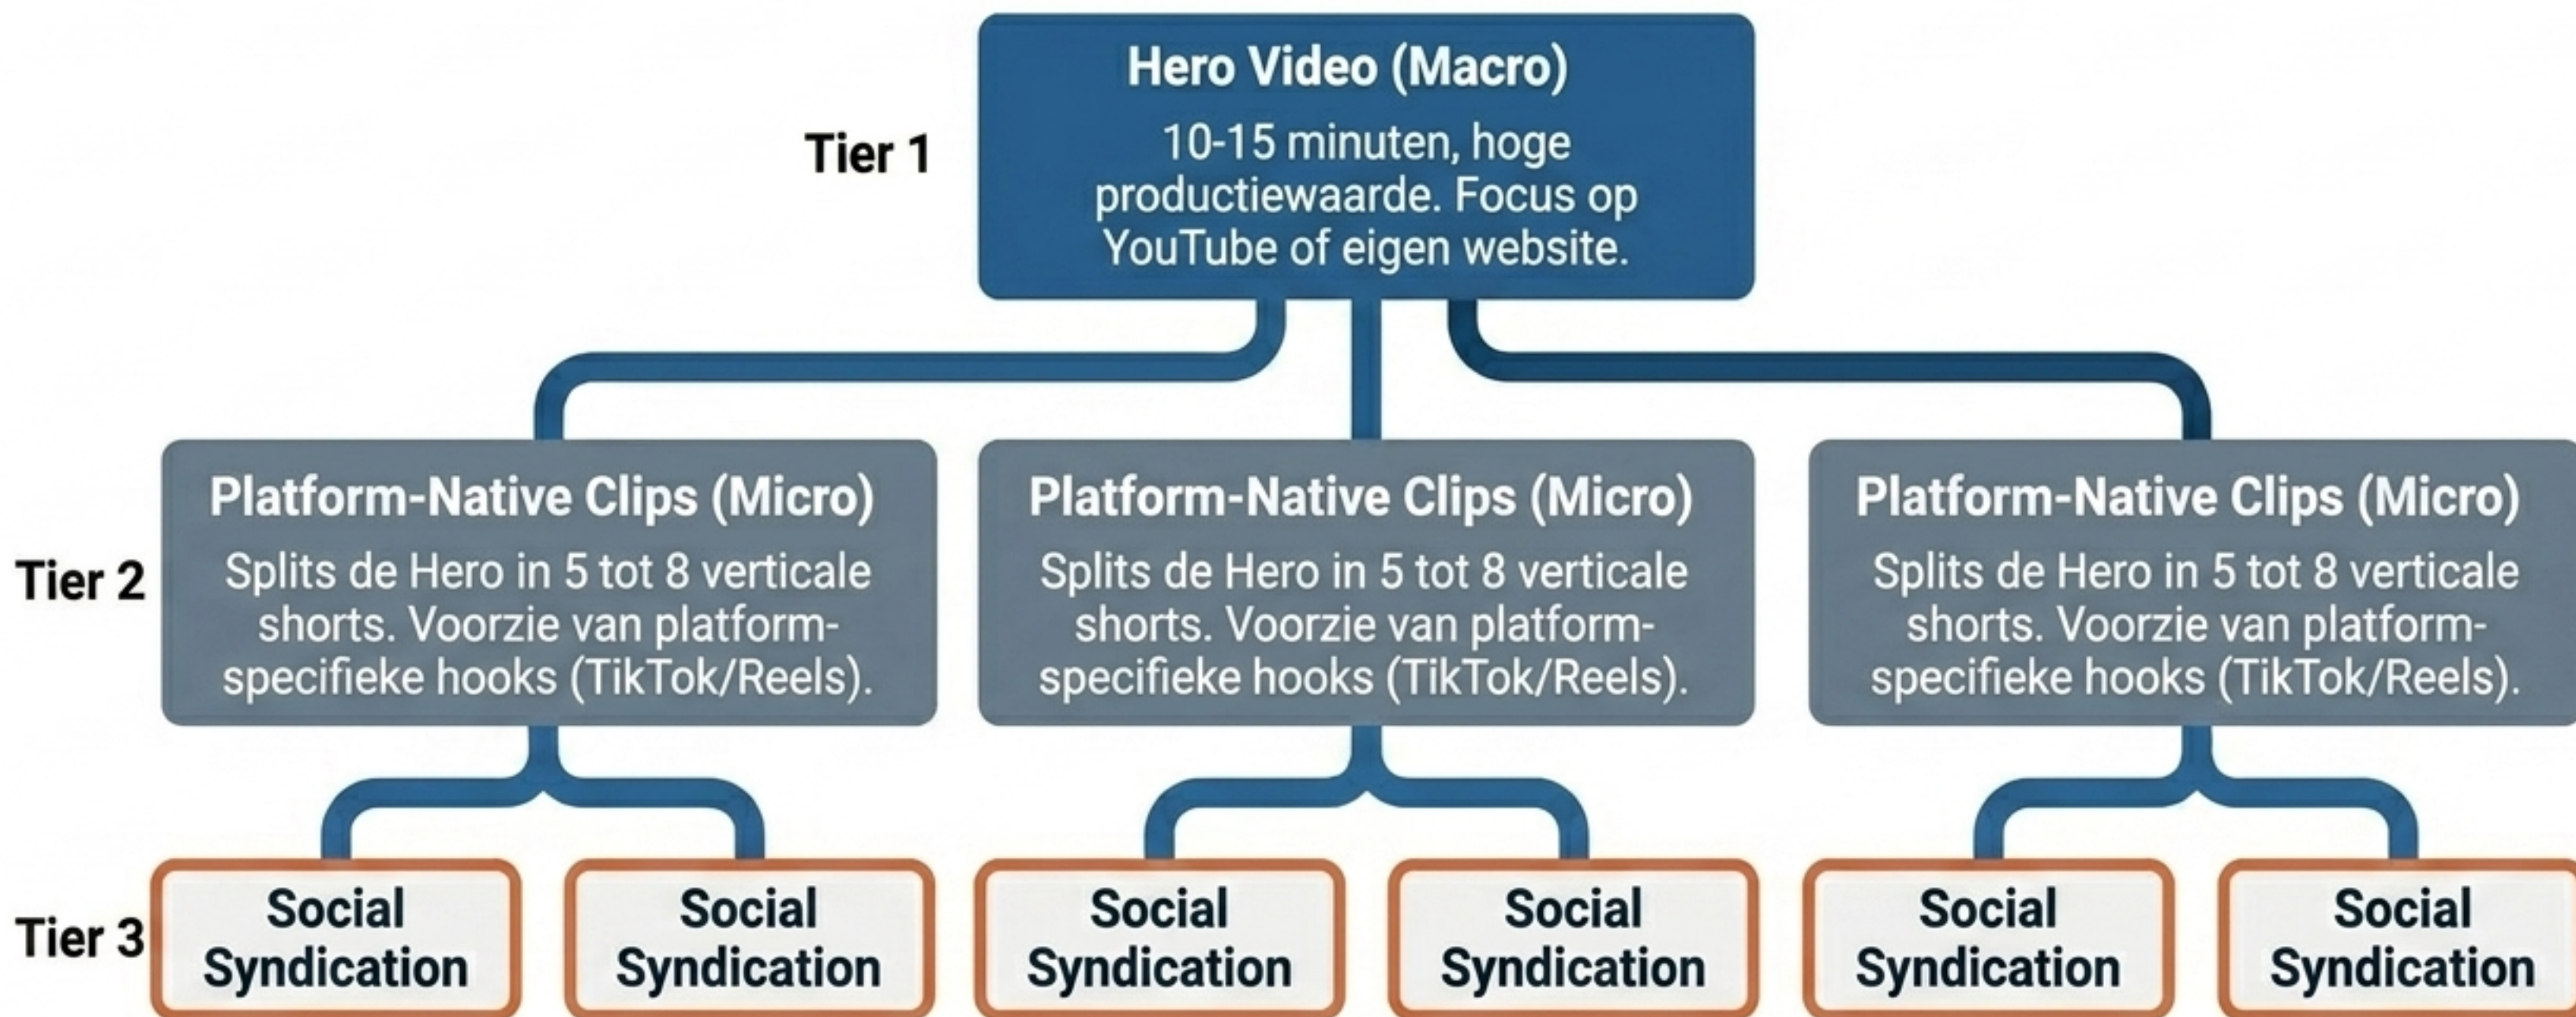 Hero Video (Macro)
Tier 1
10-15 minuten, hoge
productiewaarde. Focus op
YouTube of eigen website.
Tier 2
Platform-Native Clips (Micro)
Splits de Hero in 5 tot 8 verticale
shorts. Voorzie van platform-
specifieke hooks (TikTok/Reels).
Platform-Native Clips (Micro)
Splits de Hero in 5 tot 8 verticale
shorts. Voorzie van platform-
specifieke hooks (TikTok/Reels).
Platform-Native Clips (Micro)
Splits de Hero in 5 tot 8 verticale
shorts. Voorzie van platform-
specifieke hooks (TikTok/Reels).
Tier 3
Social
Syndication
Social
Syndication
Social
Syndication
Social
Syndication
Social
Syndication
Social
Syndication